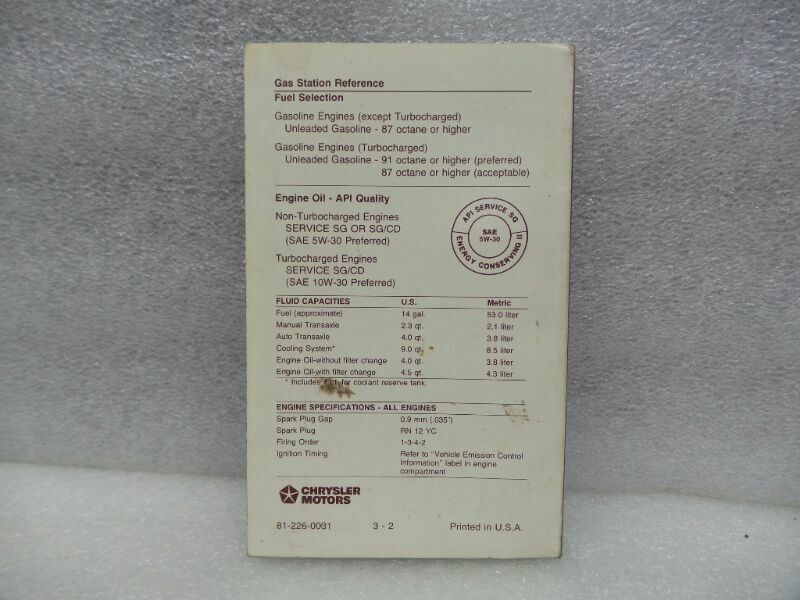 Gas Station Reference
Fuel Selection
Gasoline Engines (except Turbocharged)
Unleaded Gasoline - 87 octane or higher
Gasoline Engines (Turbocharged)
Unleaded Gasoline - 91 octane or higher (preferred)
87 octane or higher (acceptable)
Engine Oil - API Quality
Non-Turbocharged Engines
SERVICE SG OR SG/CD
(SAE 5W-30 Preferred)
Turbocharged Engines
SERVICE SG/CD
(SAE 10W-30 Preferred)
API SERVICE SG
SAE
5W-30
ENERGY CONSERVING II
FLUID CAPACITIES U.S. Metric
Fuel (approximate) 14 gal. 53.0 liter
Manual Transaxle 2.3 qt. 2.1 liter
Auto Transaxle 4.0 qt. 3.8 liter
Cooling System* 9.0 qt. 8.5 liter
Engine Oil-without filter change 4.0 qt. 3.8 liter
Engine Oil-with filter change 4.5 qt. 4.3 liter
* Includes for coolant reserve tank.
ENGINE SPECIFICATIONS - ALL ENGINES
Spark Plug Gap 0.9 mm (.035")
Spark Plug RN 12 YC
Firing Order 1-3-4-2
Ignition Timing Refer to "Vehicle Emission Control
Information" label in engine
compartment
CHRYSLER
MOTORS
81-226-0031 3 - 2 Printed in U.S.A.